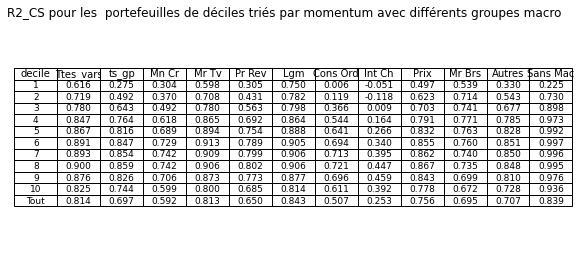 R2_CS pour les portefeuilles de déciles triés par momentum avec différents groupes macro
decile Ttes_vars ts_gp Mn Cr Mr Tv Pr Rev Lgm Cons Ord Int Ch Prix Mr Brs Autres Sans Mac
1 0.616 0.275 0.304 0.598 0.305 0.750 0.006 -0.051 0.497 0.539 0.330 0.225
2 0.719 0.492 0.370 0.708 0.431 0.782 0.119 -0.118 0.623 0.714 0.543 0.730
3 0.780 0.643 0.492 0.780 0.563 0.798 0.366 0.009 0.703 0.741 0.677 0.898
4 0.847 0.764 0.618 0.865 0.692 0.864 0.544 0.164 0.791 0.771 0.785 0.973
5 0.867 0.816 0.689 0.894 0.754 0.888 0.641 0.266 0.832 0.763 0.828 0.992
6 0.891 0.847 0.729 0.913 0.789 0.905 0.694 0.340 0.855 0.760 0.851 0.997
7 0.893 0.854 0.742 0.909 0.799 0.906 0.713 0.395 0.862 0.740 0.850 0.996
8 0.900 0.859 0.742 0.906 0.802 0.906 0.721 0.447 0.867 0.735 0.848 0.995
9 0.876 0.826 0.706 0.873 0.773 0.877 0.696 0.459 0.843 0.699 0.810 0.976
10 0.825 0.744 0.599 0.800 0.685 0.814 0.611 0.392 0.778 0.672 0.728 0.936
Tout 0.814 0.697 0.592 0.813 0.650 0.843 0.507 0.253 0.756 0.695 0.707 0.839